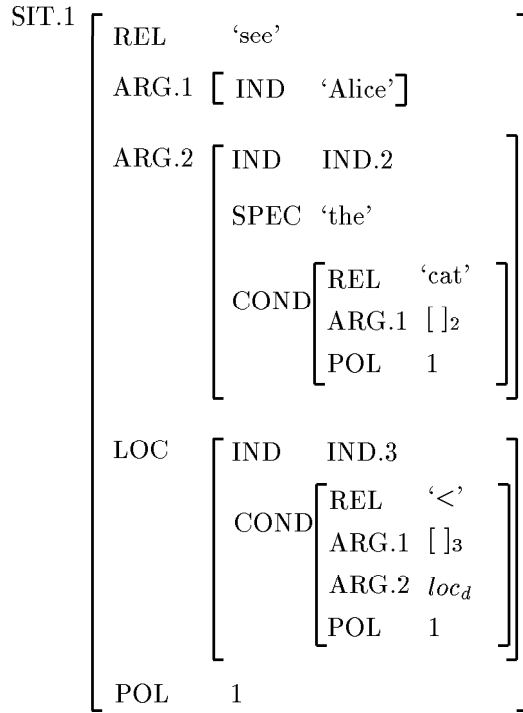 SIT.1
REL ‘see’
ARG.1 [ IND ‘Alice’ ]
ARG.2 IND IND.2
SPEC ‘the’
COND REL ‘cat’
ARG.1 [ ]2
POL 1
LOC IND IND.3
COND REL ‘<’
ARG.1 [ ]3
ARG.2 loc_d
POL 1
POL 1